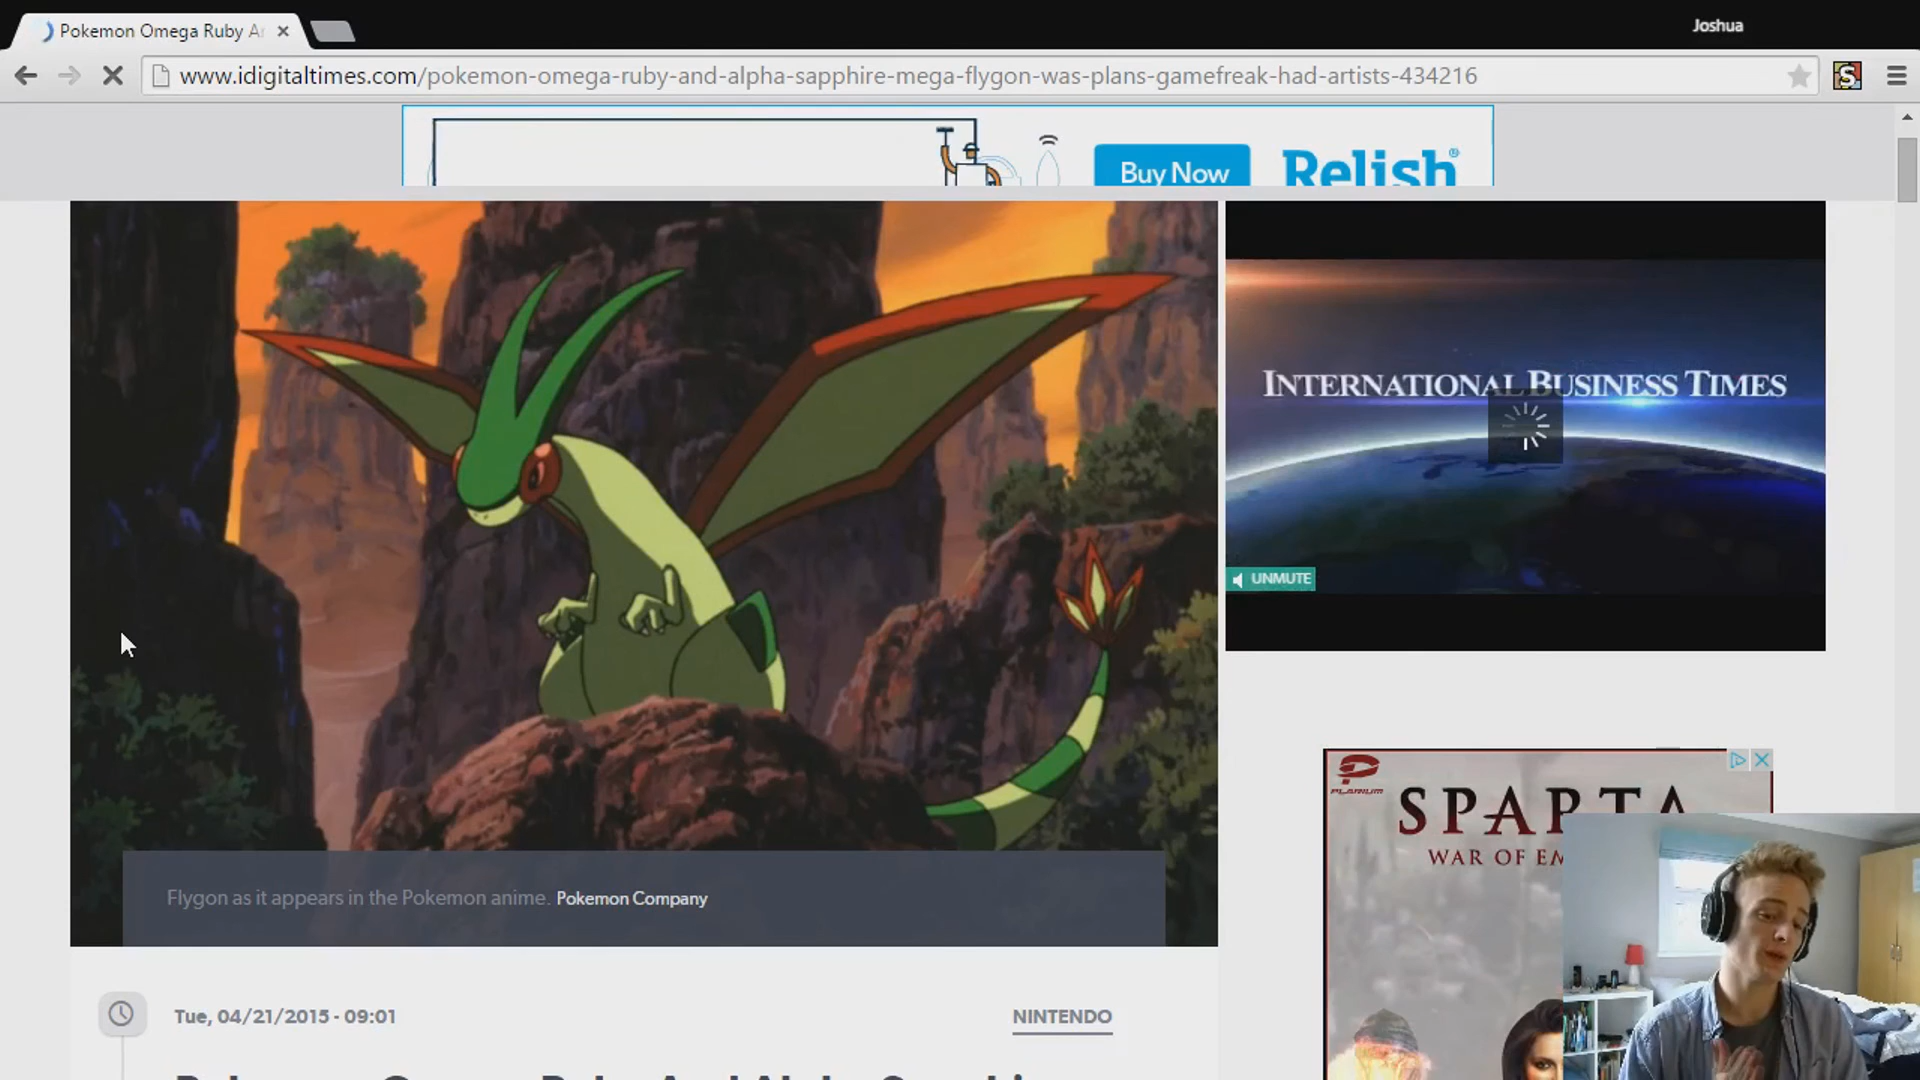 Pokemon Omega Ruby A
Joshua
www.idigitaltimes.com/pokemon-omega-ruby-and-alpha-sapphire-mega-flygon-was-plans-gamefreak-had-artists-434216
Buy Now
Relish®
INTERNATIONAL BUSINESS TIMES
UNMUTE
PLARIUM
SPARTA
WAR OF EM
Flygon as it appears in the Pokemon anime. Pokemon Company
Tue, 04/21/2015 - 09:01
NINTENDO